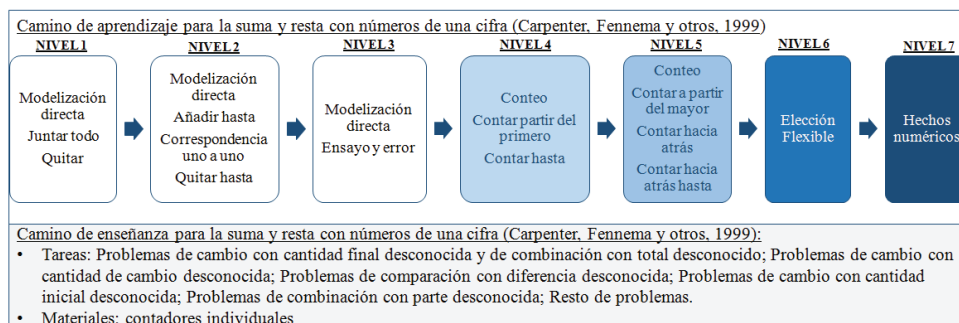 Camino de aprendizaje para la suma y resta con números de una cifra (Carpenter, Fennema y otros, 1999)
NIVEL 1
Modelización
directa
Juntar todo
Quitar
NIVEL 2
Modelización
directa
Añadir hasta
Correspondencia
uno a uno
Quitar hasta
NIVEL 3
Modelización
directa
Ensayo y error
NIVEL 4
Conteo
Contar partir del
primero
Contar hasta
NIVEL 5
Conteo
Contar a partir
del mayor
Contar hacia
atrás
Contar hacia
atrás hasta
NIVEL 6
Elección
Flexible
NIVEL 7
Hechos
numéricos
Camino de enseñanza para la suma y resta con números de una cifra (Carpenter, Fennema y otros, 1999):
• Tareas: Problemas de cambio con cantidad final desconocida y de combinación con total desconocido; Problemas de cambio con
cantidad de cambio desconocida; Problemas de comparación con diferencia desconocida; Problemas de cambio con cantidad
inicial desconocida; Problemas de combinación con parte desconocida; Resto de problemas.
• Materiales: contadores individuales